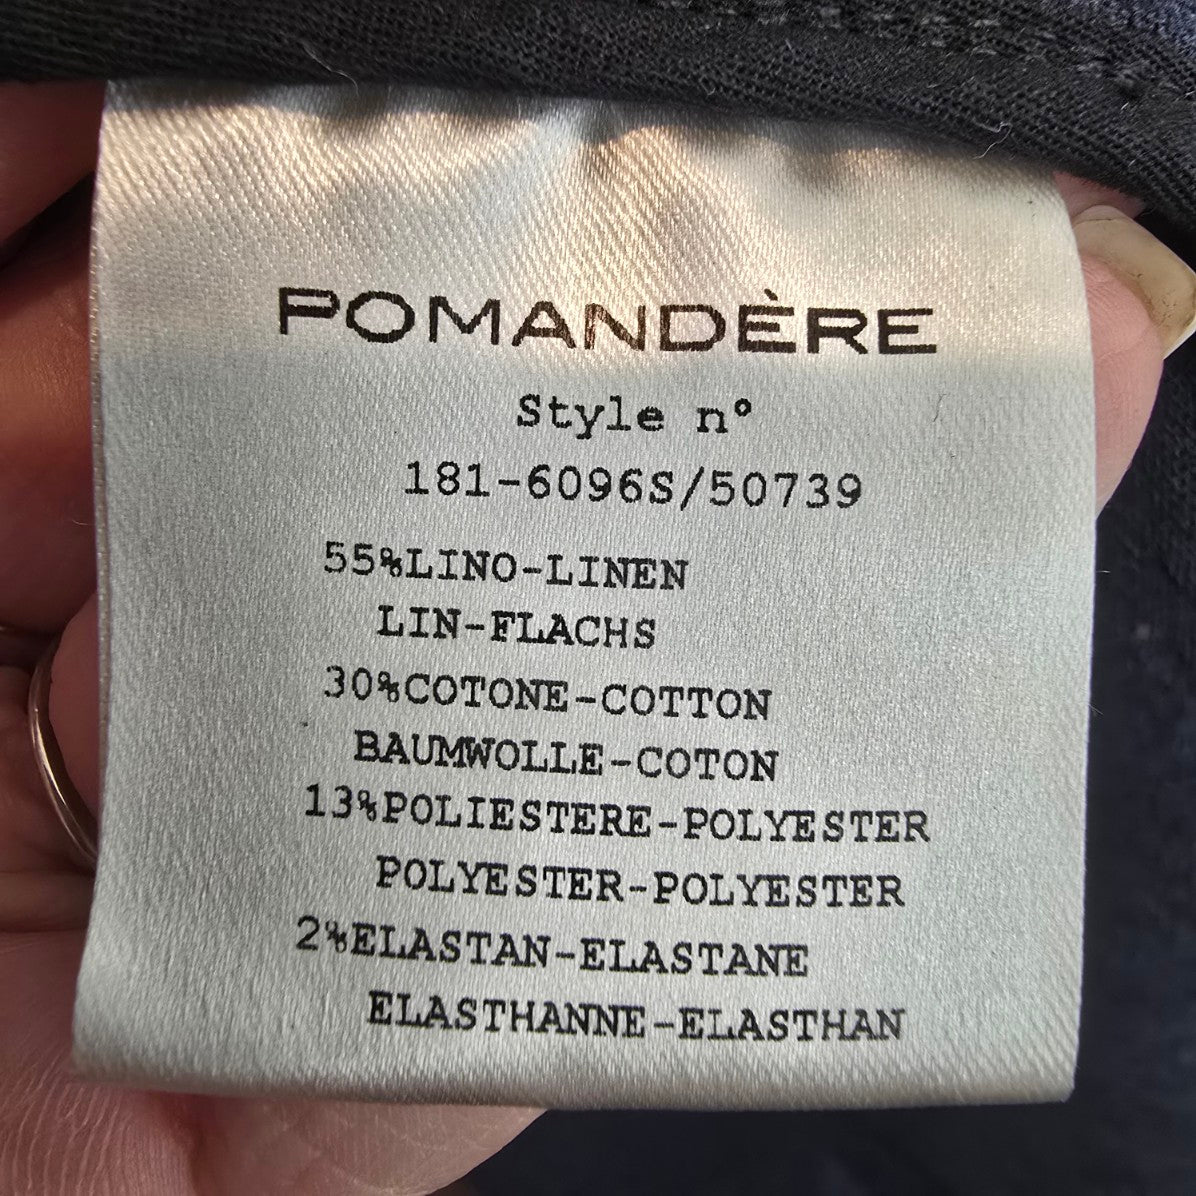 POMANDÈRE
Style n°
181-6096S/50739
55%LINO-LINEN
LIN-FLACHS
30%COTONE-COTTON
BAUMWOLLE-COTON
13%POLIESTERE-POLYESTER
POLYESTER-POLYESTER
2%ELASTAN-ELASTANE
ELASTHANNE-ELASTHAN